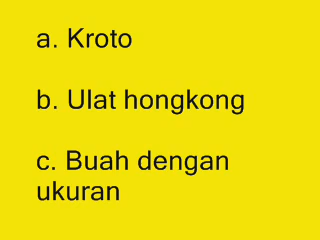 a. Kroto
b. Ulat hongkong
c. Buah dengan
ukuran